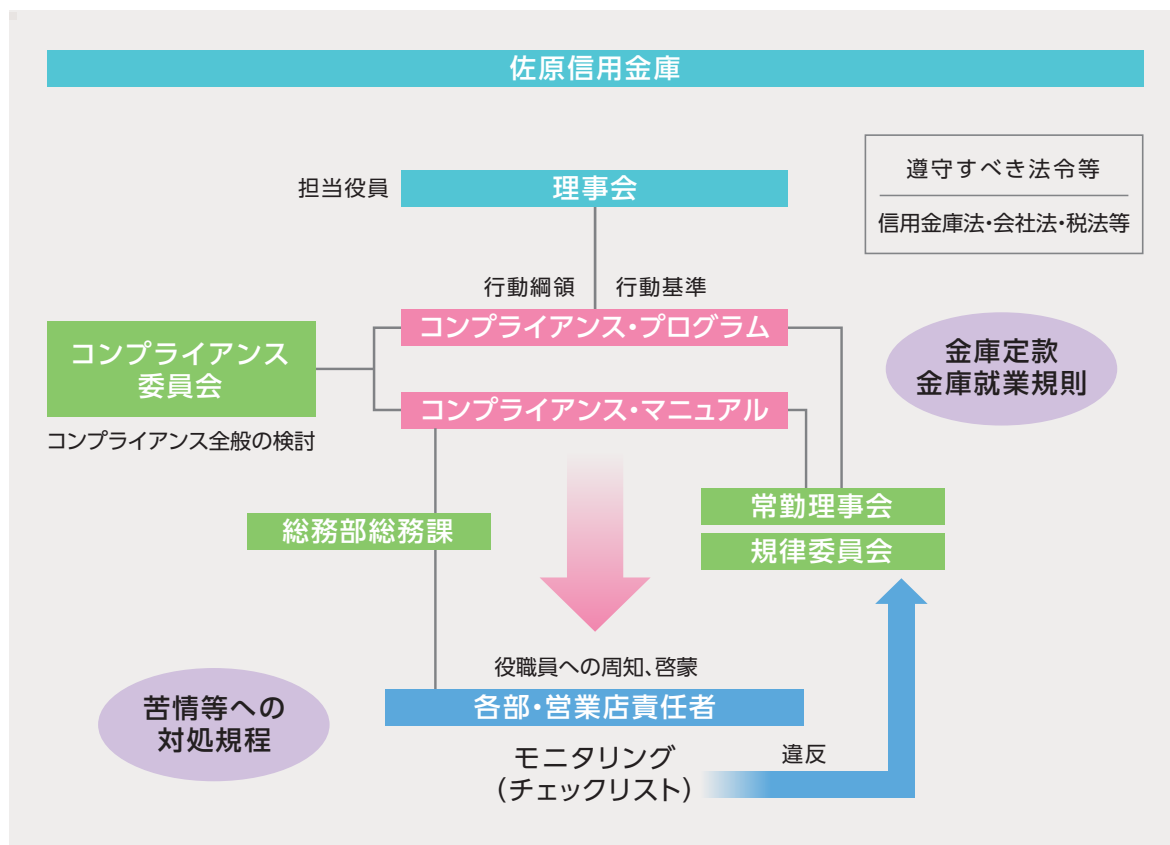 佐原信用金庫
遵守すべき法令等
信用金庫法・会社法・税法等
担当役員
理事会
行動綱領
行動基準
コンプライアンス・プログラム
コンプライアンス
委員会
コンプライアンス全般の検討
コンプライアンス・マニュアル
金庫定款
金庫就業規則
常勤理事会
規律委員会
総務部総務課
役職員への周知、啓蒙
各部・営業店責任者
苦情等への
対処規程
モニタリング
(チェックリスト)
違反